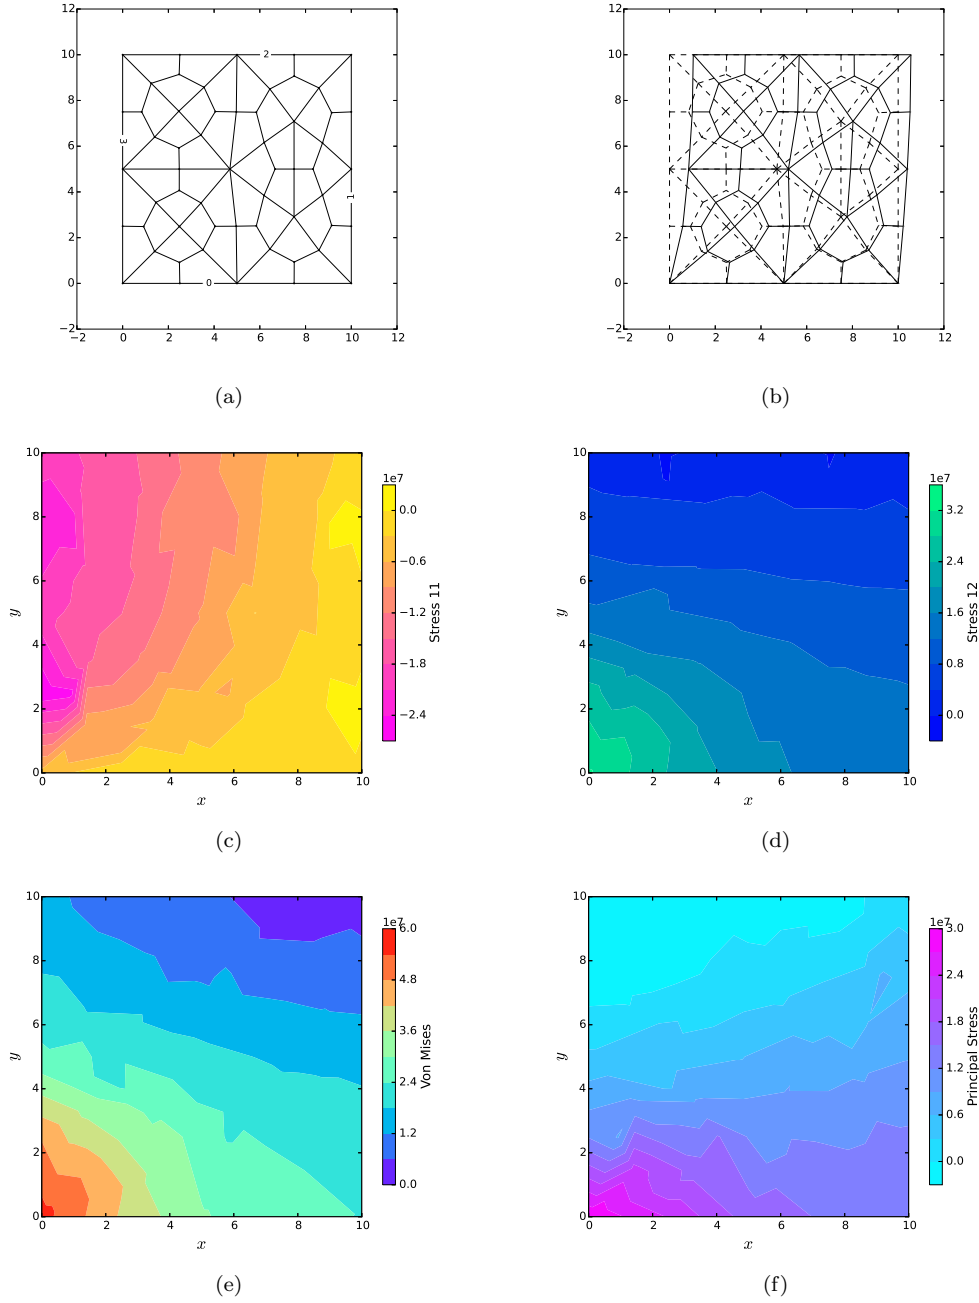 12
10
8
6
4
2
0
−2
−2 0 2 4 6 8 10 12
2
3
1
0
(a)
12
10
8
6
4
2
0
−2
−2 0 2 4 6 8 10 12
(b)
10
8
6
4
2
0
y
0 2 4 6 8 10
x
1e7
0.0
−0.6
−1.2
−1.8
−2.4
Stress 11
(c)
10
8
6
4
2
0
y
0 2 4 6 8 10
x
1e7
3.2
2.4
1.6
0.8
0.0
Stress 12
(d)
10
8
6
4
2
0
y
0 2 4 6 8 10
x
1e7
6.0
4.8
3.6
2.4
1.2
0.0
Von Mises
(e)
10
8
6
4
2
0
y
0 2 4 6 8 10
x
1e7
3.0
2.4
1.8
1.2
0.6
0.0
Principal Stress
(f)